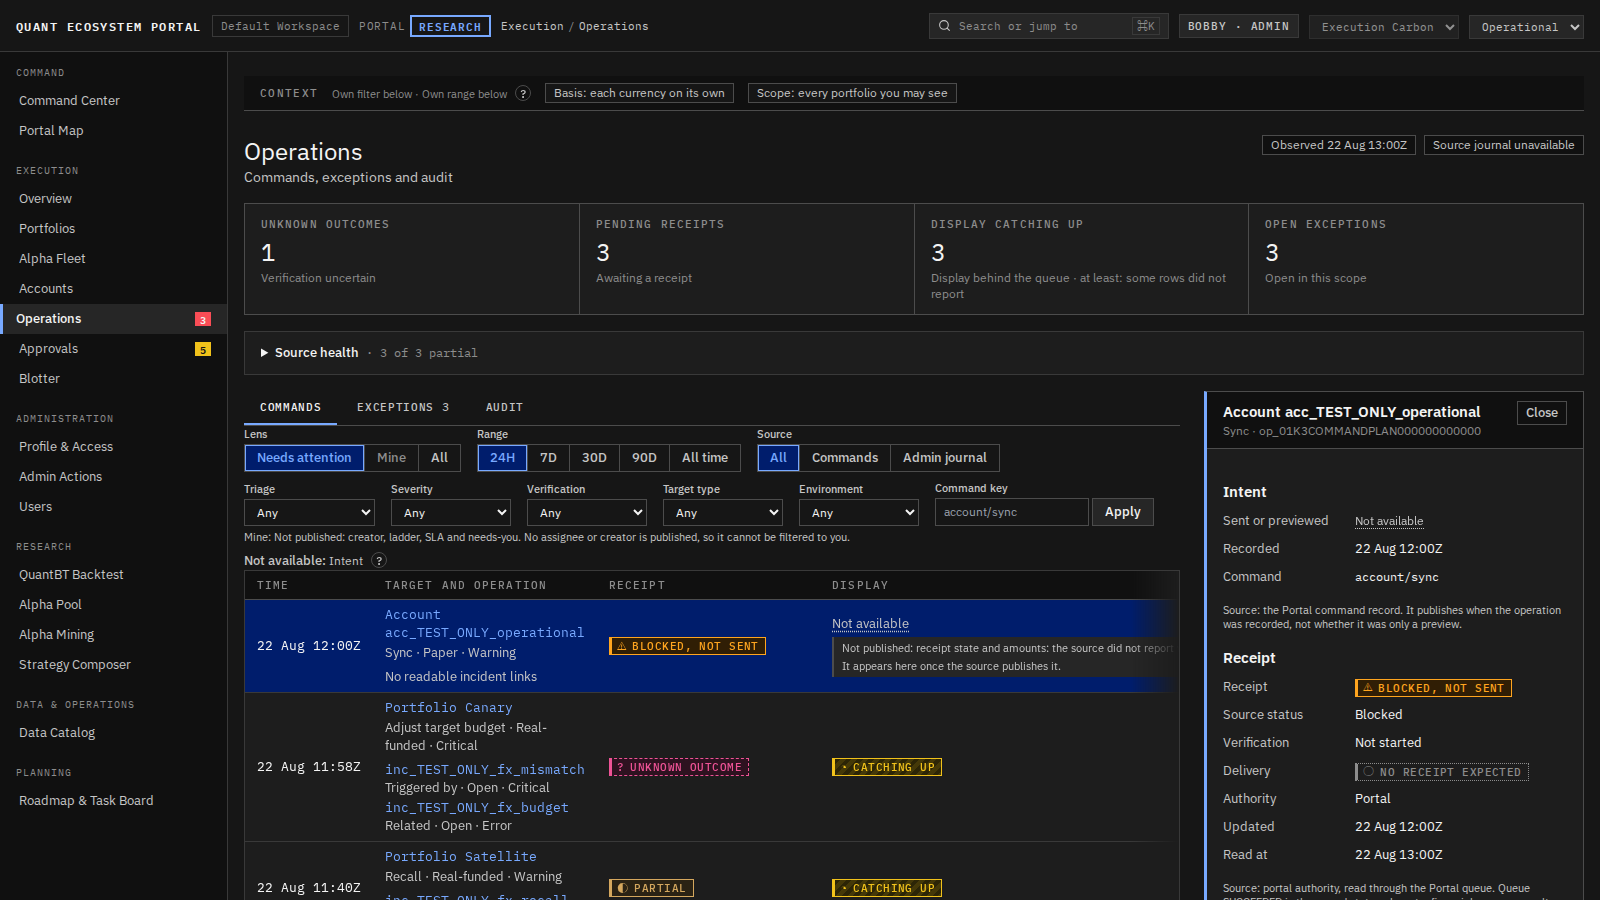 QUANT ECOSYSTEM PORTAL
Default Workspace
PORTAL
RESEARCH
Execution / Operations
Search or jump to
⌘K
BOBBY · ADMIN
Execution Carbon
Operational
COMMAND
Command Center
Portal Map
EXECUTION
Overview
Portfolios
Alpha Fleet
Accounts
Operations 3
Approvals 5
Blotter
ADMINISTRATION
Profile & Access
Admin Actions
Users
RESEARCH
QuantBT Backtest
Alpha Pool
Alpha Mining
Strategy Composer
DATA & OPERATIONS
Data Catalog
PLANNING
Roadmap & Task Board
CONTEXT Own filter below · Own range below ? Basis: each currency on its own Scope: every portfolio you may see
Operations
Commands, exceptions and audit
Observed 22 Aug 13:00Z Source journal unavailable
UNKNOWN OUTCOMES
1
Verification uncertain
PENDING RECEIPTS
3
Awaiting a receipt
DISPLAY CATCHING UP
3
Display behind the queue · at least: some rows did not
report
OPEN EXCEPTIONS
3
Open in this scope
Source health · 3 of 3 partial
COMMANDS EXCEPTIONS 3 AUDIT
Lens
Needs attention Mine All
Range
24H 7D 30D 90D All time
Source
All Commands Admin journal
Triage
Any
Severity
Any
Verification
Any
Target type
Any
Environment
Any
Command key
account/sync
Apply
Mine: Not published: creator, ladder, SLA and needs-you. No assignee or creator is published, so it cannot be filtered to you.
Not available: Intent ?
TIME TARGET AND OPERATION RECEIPT DISPLAY
22 Aug 12:00Z
Account
acc_TEST_ONLY_operational
Sync · Paper · Warning
No readable incident links
⚠ BLOCKED, NOT SENT
Not available
Not published: receipt state and amounts: the source did not report
It appears here once the source publishes it.
22 Aug 11:58Z
Portfolio Canary
Adjust target budget · Real-
funded · Critical
inc_TEST_ONLY_fx_mismatch
Triggered by · Open · Critical
inc_TEST_ONLY_fx_budget
Related · Open · Error
? UNKNOWN OUTCOME
· CATCHING UP
22 Aug 11:40Z
Portfolio Satellite
Recall · Real-funded · Warning
inc_TEST_ONLY_fx_recall
PARTIAL
· CATCHING UP
Account acc_TEST_ONLY_operational
Sync · op_01K3COMMANDPLAN000000000000
Close
Intent
Sent or previewed Not available
Recorded 22 Aug 12:00Z
Command account/sync
Source: the Portal command record. It publishes when the operation
was recorded, not whether it was only a preview.
Receipt
Receipt ⚠ BLOCKED, NOT SENT
Source status Blocked
Verification Not started
Delivery NO RECEIPT EXPECTED
Authority Portal
Updated 22 Aug 12:00Z
Read at 22 Aug 13:00Z
Source: portal authority, read through the Portal queue. Queue